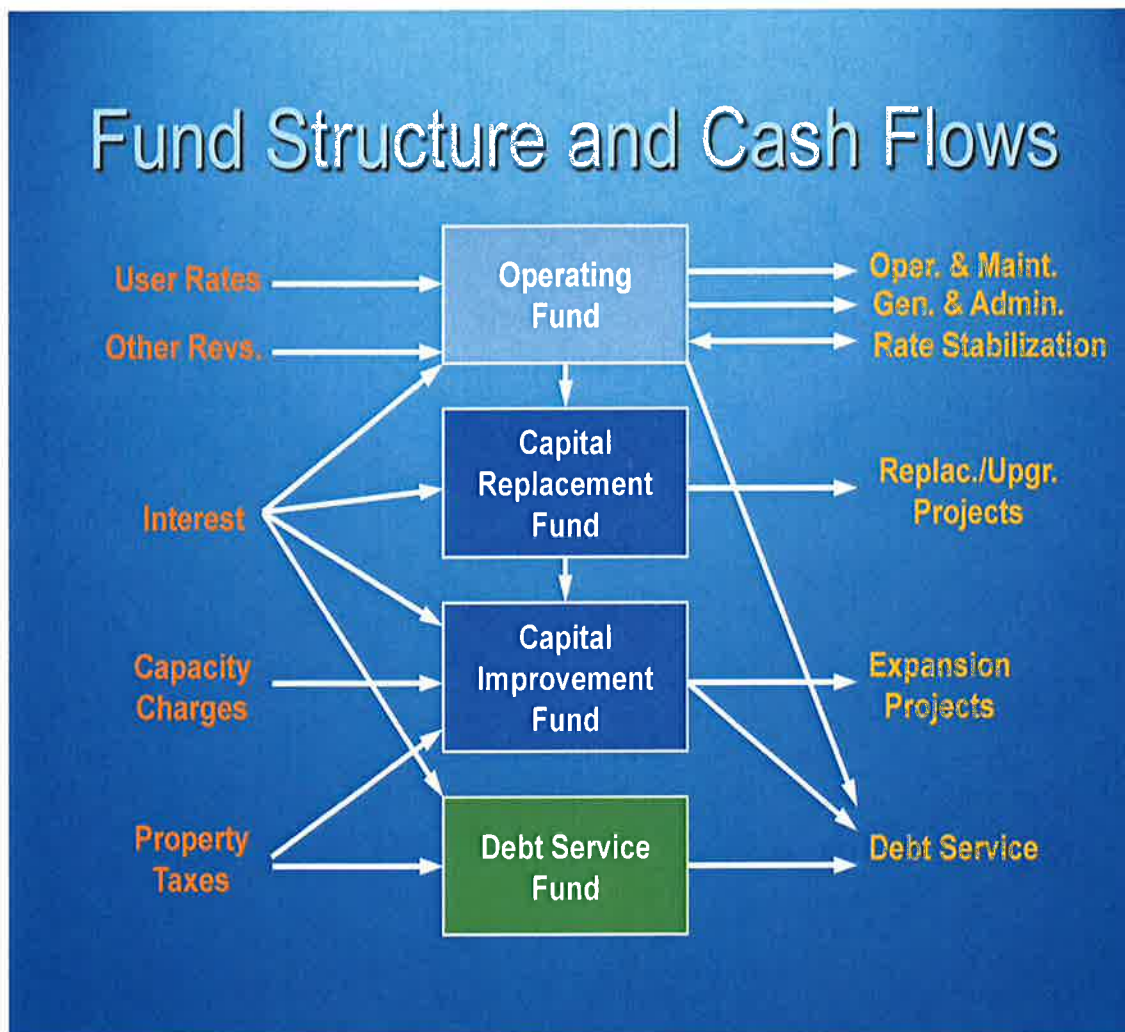 Fund Structure and Cash Flows
User Rates
Other Revs.
Interest
Capacity
Charges
Property
Taxes
Operating
Fund
Capital
Replacement
Fund
Capital
Improvement
Fund
Debt Service
Fund
Oper. & Maint.
Gen. & Admin.
Rate Stabilization
Replac./Upgr.
Projects
Expansion
Projects
Debt Service